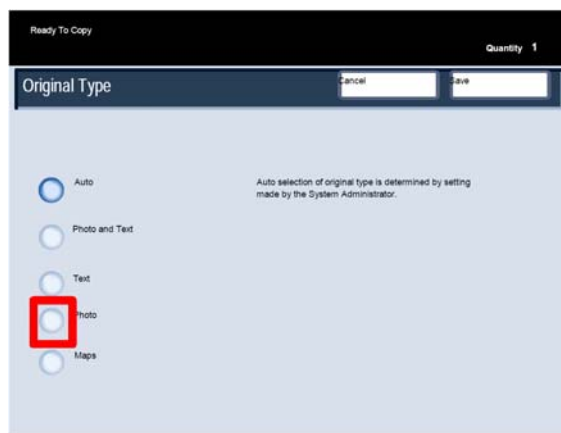 Ready To Copy
Quantity 1
Original Type
Cancel
Save
Auto
Auto selection of original type is determined by setting
made by the System Administrator.
Photo and Text
Text
Photo
Maps